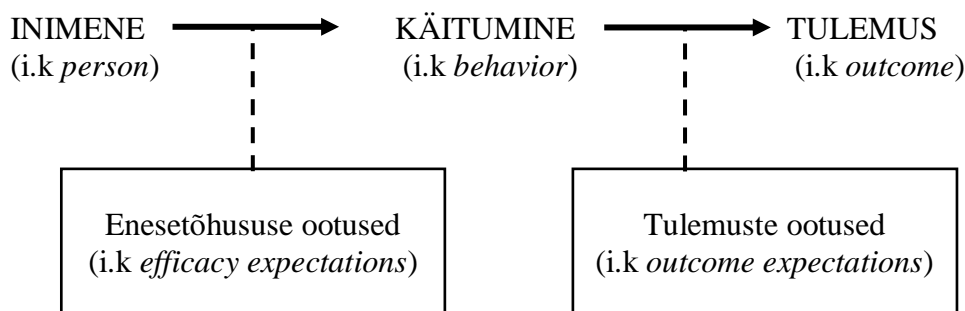 INIMENE KÄITUMINE TULEMUS
(i.k person) (i.k behavior) (i.k outcome)
Enesetõhususe ootused Tulemuste ootused
(i.k efficacy expectations) (i.k outcome expectations)